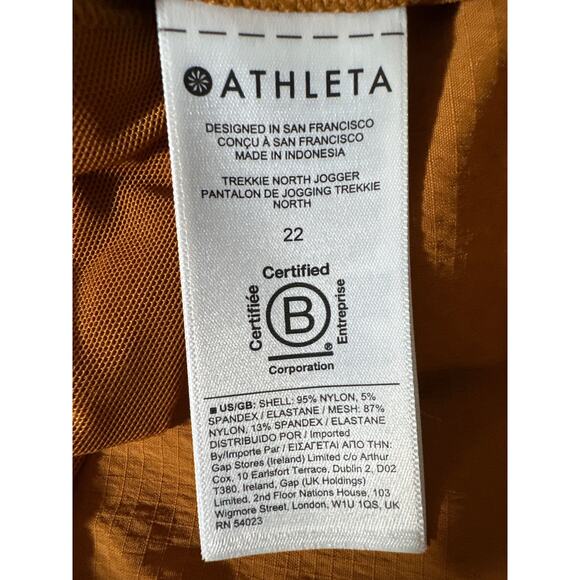 ATHLETA
DESIGNED IN SAN FRANCISCO
CONÇU À SAN FRANCISCO
MADE IN INDONESIA
TREKKIE NORTH JOGGER
PANTALON DE JOGGING TREKKIE
NORTH
22
Certified
Certifiée
B
Entreprise
®
Corporation
US/GB: SHELL: 95% NYLON, 5%
SPANDEX / ELASTANE / MESH: 87%
NYLON, 13% SPANDEX / ELASTANE
DISTRIBUIDO POR / Imported
By/Importe Par / ΕΙΣΑΓΕΤΑΙ ΑΠΟ ΤΗΝ:
Gap Stores (Ireland) Limited c/o Arthur
Cox, 10 Earlsfort Terrace, Dublin 2, D02
T380, Ireland, Gap (UK Holdings)
Limited, 2nd Floor Nations House, 103
Wigmore Street, London, W1U 1QS, UK
RN 54023